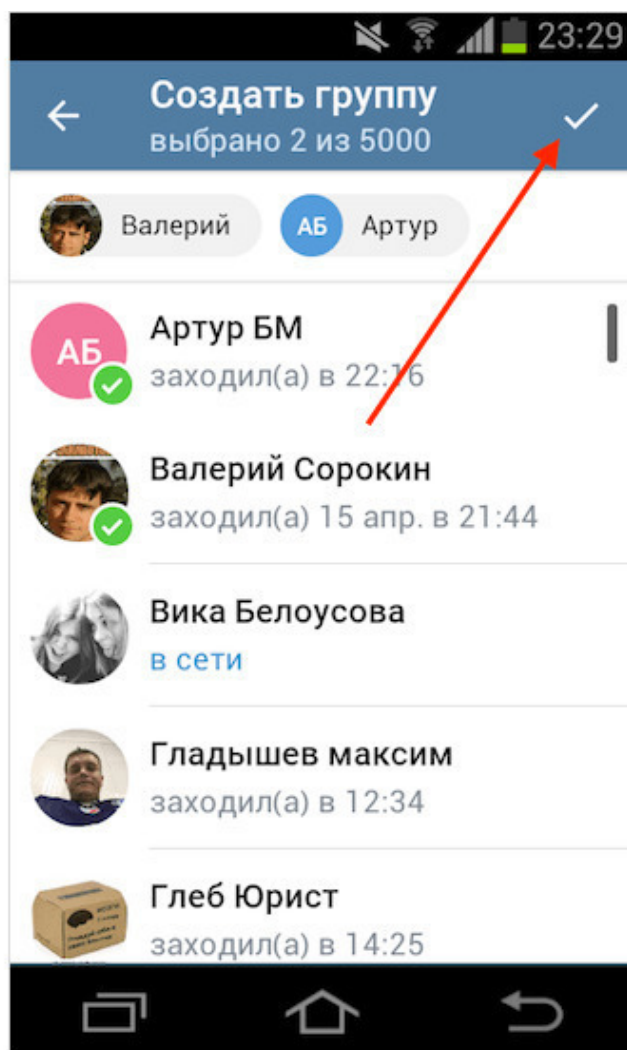 23:29
Создать группу
выбрано 2 из 5000
Валерий
АБ Артур
АБ
Артур БМ
заходил(а) в 22:16
Валерий Сорокин
заходил(а) 15 апр. в 21:44
Вика Белоусова
в сети
Гладышев максим
заходил(а) в 12:34
Глеб Юрист
заходил(а) в 14:25